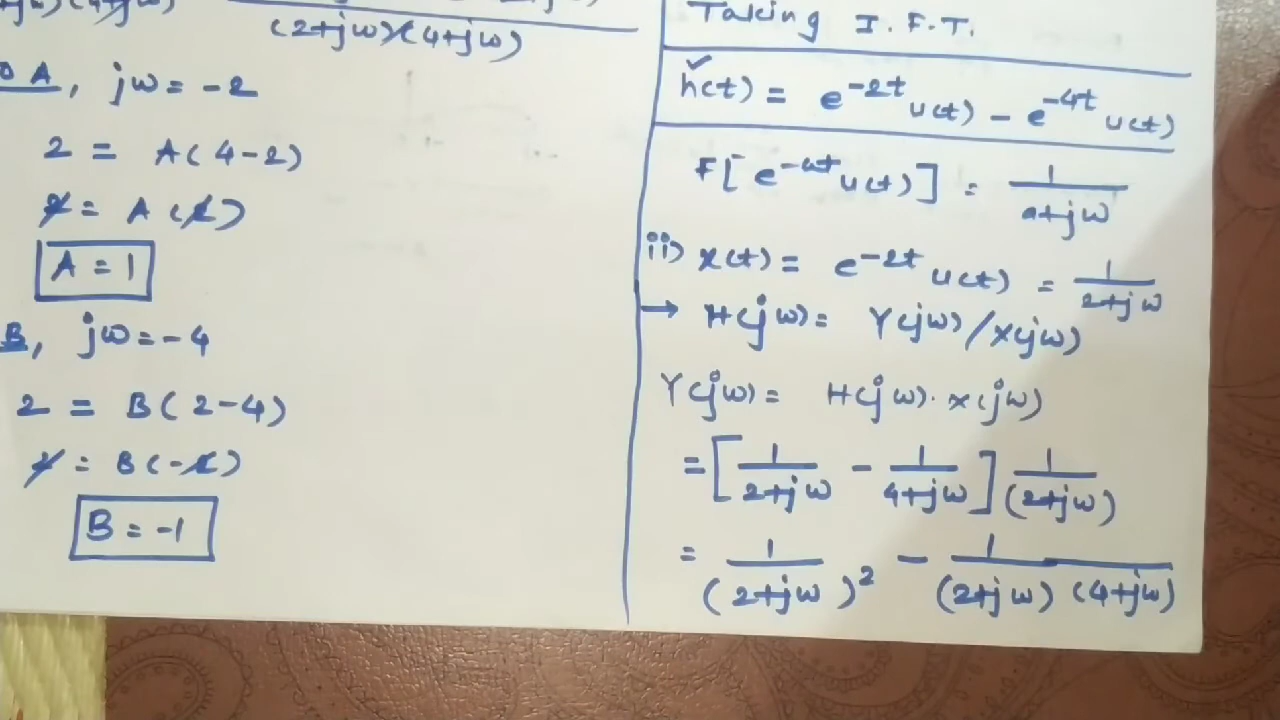 (2+jω)(4+jω)
A, jω = -2
2 = A(4-2)
2 = A(2)
A = 1
B, jω = -4
2 = B(2-4)
2 = B(-2)
B = -1
Taking I.F.T.
h(t) = e^-2t u(t) - e^-4t u(t)
F[e^-at u(t)] = 1/(a+jω)
ii) x(t) = e^-2t u(t) = 1/(2+jω)
→ H(jω) = Y(jω)/X(jω)
Y(jω) = H(jω)·X(jω)
= [1/(2+jω) - 1/(4+jω)] 1/(2+jω)
= 1/(2+jω)² - 1/(2+jω)(4+jω)